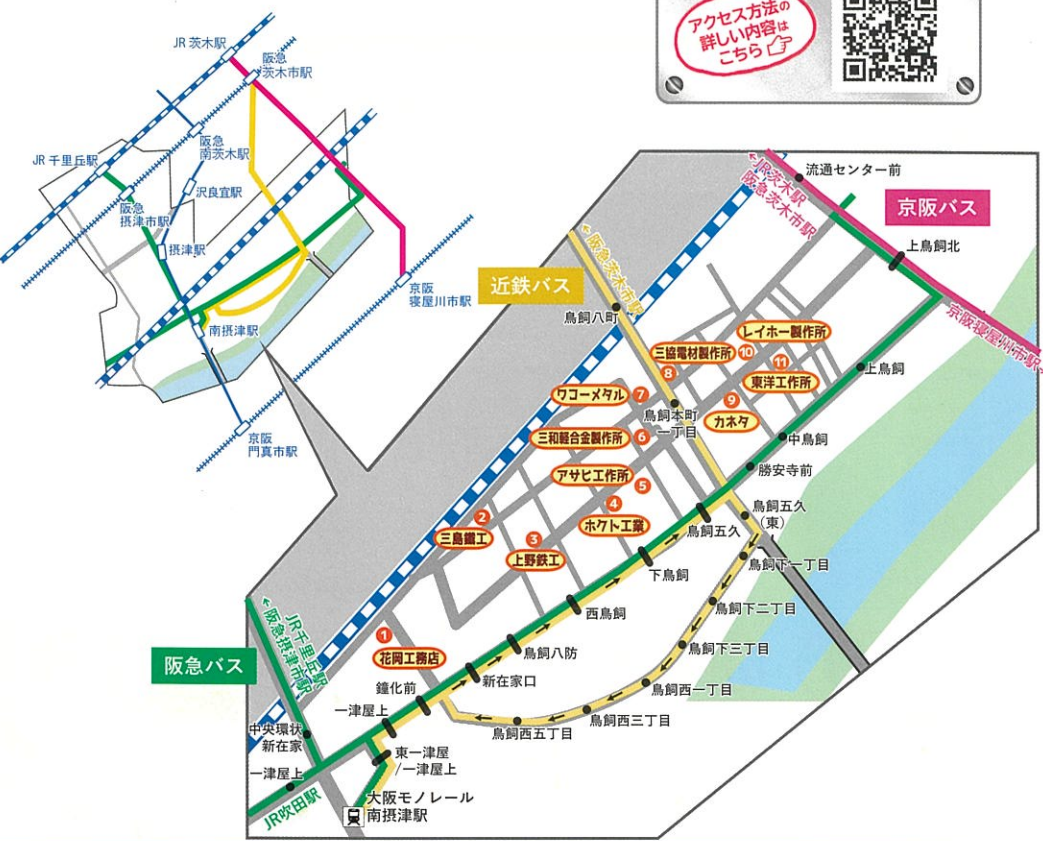 アクセス方法の
詳しい内容は
こちら
JR茨木駅
阪急
茨木市駅
阪急
南茨木駅
JR千里丘駅
沢良宜駅
阪急
摂津市駅
摂津駅
南摂津駅
京阪
寝屋川市駅
京阪
門真市駅
流通センター前
←JR茨木駅
阪急茨木市駅
京阪バス
上鳥飼北
京阪寝屋川市駅→
←阪急茨木市駅
近鉄バス
鳥飼八町
レイホー製作所
三協電材製作所
10
11
8
東洋工作所
上鳥飼
ワコーメタル
7
9
カネタ
鳥飼本町
一丁目
三和軽合金製作所
6
中鳥飼
勝安寺前
アサヒ工作所
5
4
ホクト工業
鳥飼五久
(東)
鳥飼五久
2
三島鐵工
3
上野鉄工
下鳥飼
鳥飼下一丁目
西鳥飼
鳥飼下二丁目
鳥飼八防
鳥飼下三丁目
1
花岡工務店
新在家口
鳥飼西一丁目
鐘化前
鳥飼西三丁目
一津屋上
鳥飼西五丁目
←JR千里丘駅
阪急摂津市駅
阪急バス
中央環状
新在家
東一津屋
/一津屋上
一津屋上
JR吹田駅
大阪モノレール
南摂津駅